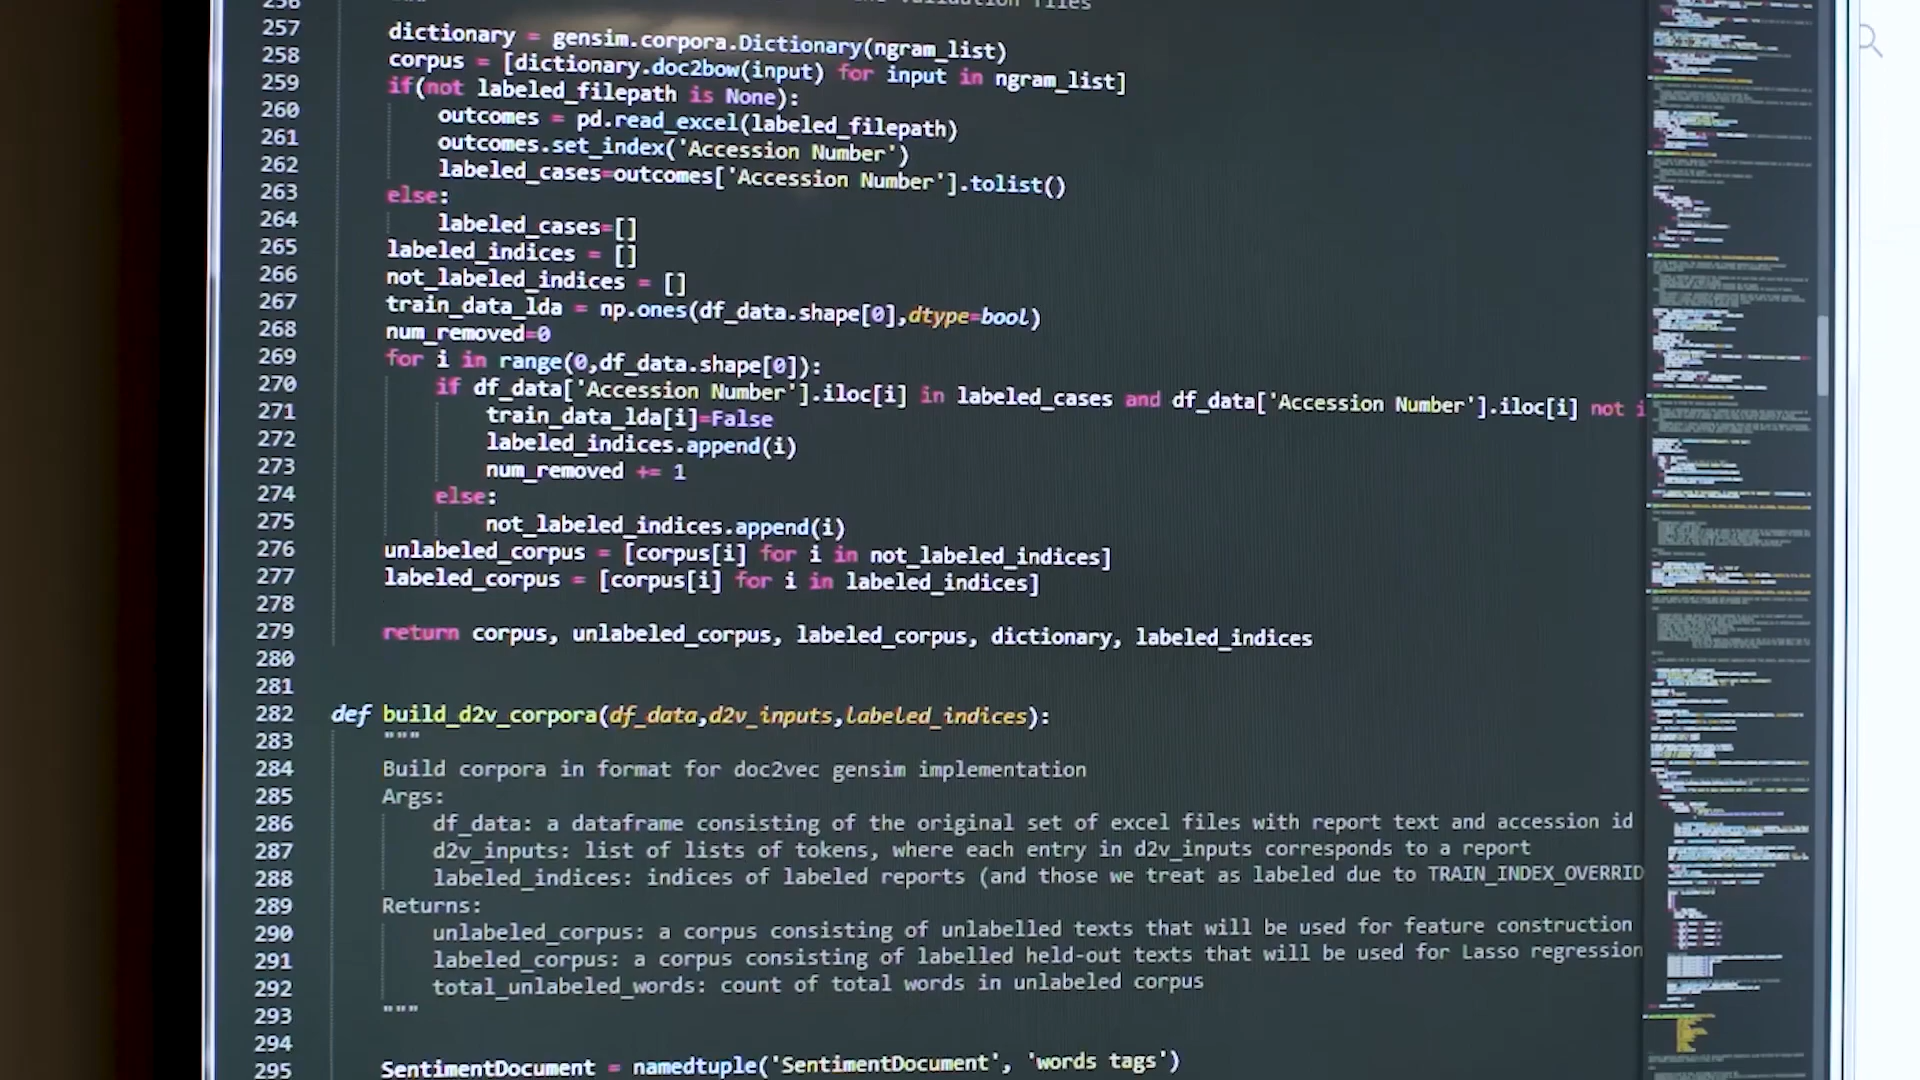 256 """ validation files
257 dictionary = gensim.corpora.Dictionary(ngram_list)
258 corpus = [dictionary.doc2bow(input) for input in ngram_list]
259 if(not labeled_filepath is None):
260 outcomes = pd.read_excel(labeled_filepath)
261 outcomes.set_index('Accession Number')
262 labeled_cases=outcomes['Accession Number'].tolist()
263 else:
264 labeled_cases=[]
265 labeled_indices = []
266 not_labeled_indices = []
267 train_data_lda = np.ones(df_data.shape[0],dtype=bool)
268 num_removed=0
269 for i in range(0,df_data.shape[0]):
270 if df_data['Accession Number'].iloc[i] in labeled_cases and df_data['Accession Number'].iloc[i] not i
271 train_data_lda[i]=False
272 labeled_indices.append(i)
273 num_removed += 1
274 else:
275 not_labeled_indices.append(i)
276 unlabeled_corpus = [corpus[i] for i in not_labeled_indices]
277 labeled_corpus = [corpus[i] for i in labeled_indices]
278
279 return corpus, unlabeled_corpus, labeled_corpus, dictionary, labeled_indices
280
281
282 def build_d2v_corpora(df_data,d2v_inputs,labeled_indices):
283 """
284 Build corpora in format for doc2vec gensim implementation
285 Args:
286 df_data: a dataframe consisting of the original set of excel files with report text and accession id
287 d2v_inputs: list of lists of tokens, where each entry in d2v_inputs corresponds to a report
288 labeled_indices: indices of labeled reports (and those we treat as labeled due to TRAIN_INDEX_OVERRID
289 Returns:
290 unlabeled_corpus: a corpus consisting of unlabelled texts that will be used for feature construction
291 labeled_corpus: a corpus consisting of labelled held-out texts that will be used for Lasso regression
292 total_unlabeled_words: count of total words in unlabeled corpus
293 """
294
295 SentimentDocument = namedtuple('SentimentDocument', 'words tags')